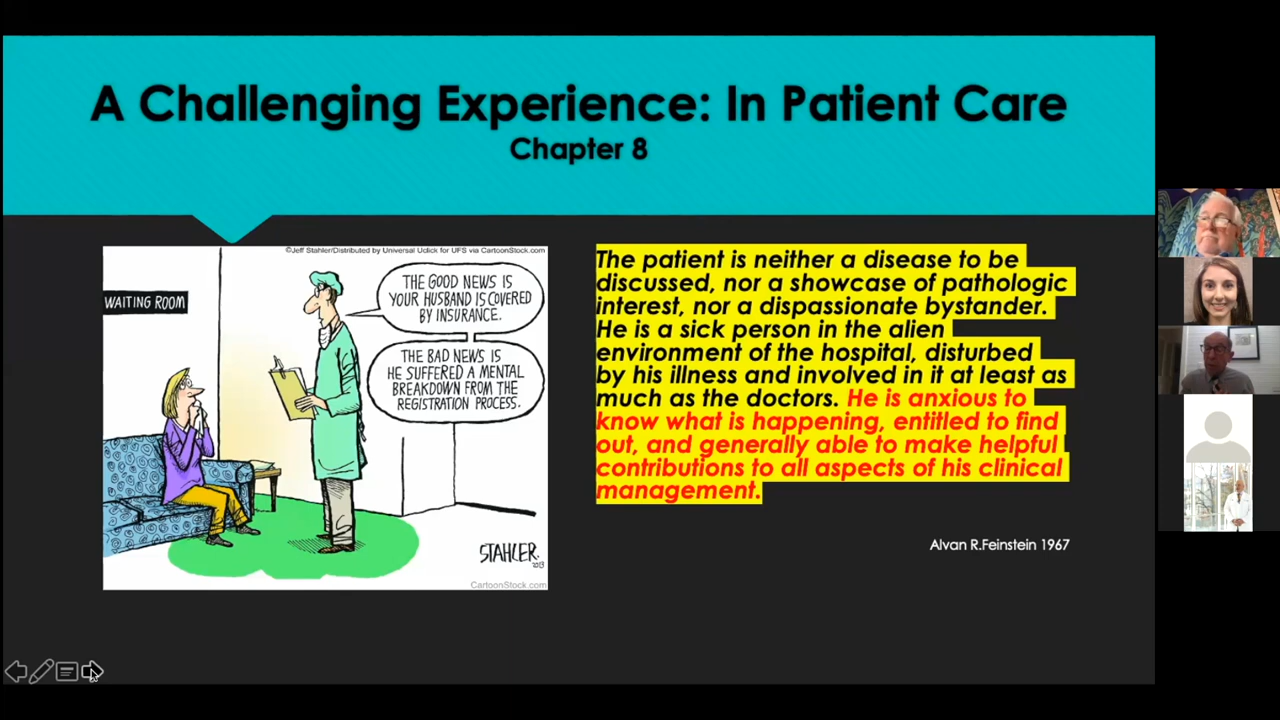 A Challenging Experience: In Patient Care
Chapter 8
©Jeff Stahler/Distributed by Universal Uclick for UFS via CartoonStock.com
WAITING ROOM
THE GOOD NEWS IS
YOUR HUSBAND IS COVERED
BY INSURANCE.
THE BAD NEWS IS
HE SUFFERED A MENTAL
BREAKDOWN FROM THE
REGISTRATION PROCESS.
STAHLER.
2013
CartoonStock.com
The patient is neither a disease to be
discussed, nor a showcase of pathologic
interest, nor a dispassionate bystander.
He is a sick person in the alien
environment of the hospital, disturbed
by his illness and involved in it at least as
much as the doctors. He is anxious to
know what is happening, entitled to find
out, and generally able to make helpful
contributions to all aspects of his clinical
management.
Alvan R.Feinstein 1967